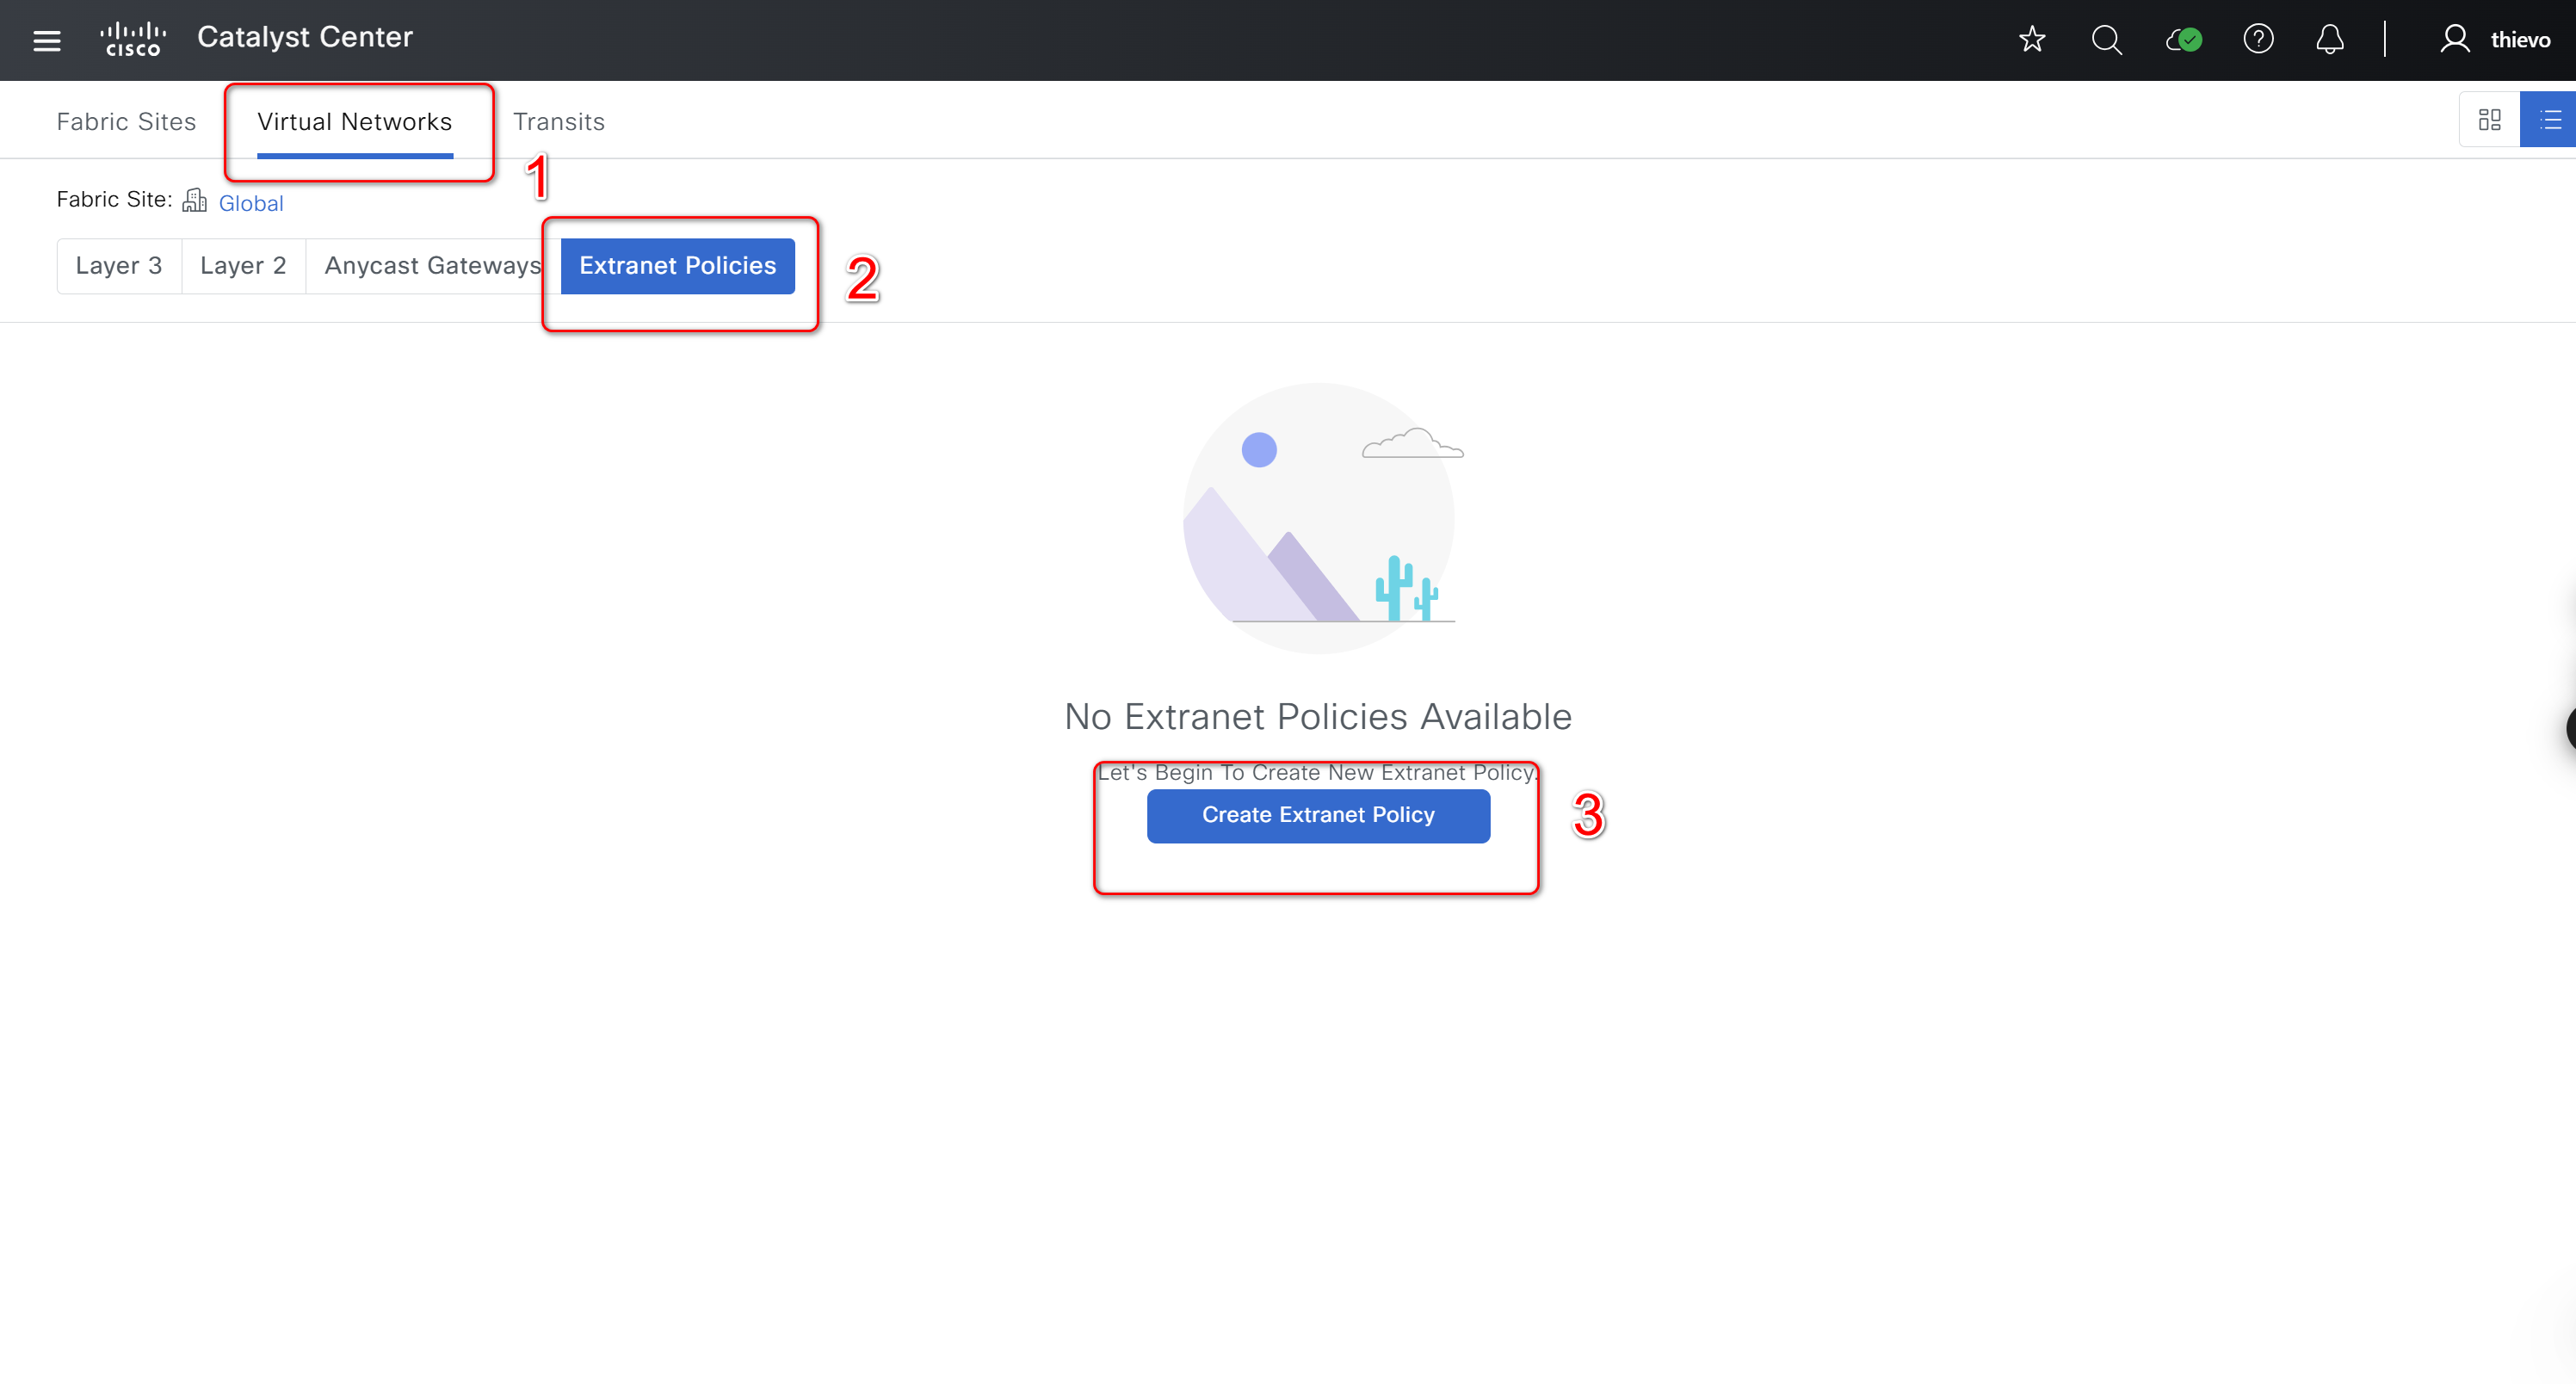 CISCO Catalyst Center
? thievo
Fabric Sites Virtual Networks Transits
1
Fabric Site: Global
Layer 3 Layer 2 Anycast Gateways Extranet Policies
2
No Extranet Policies Available
Let's Begin To Create New Extranet Policy.
Create Extranet Policy
3